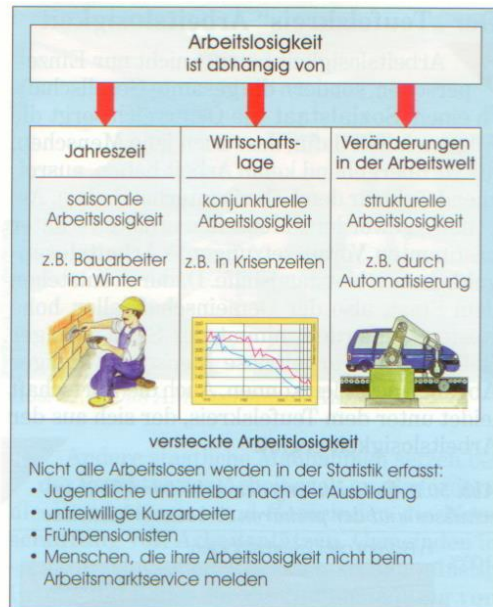 Arbeitslosigkeit
ist abhängig von
Jahreszeit
saisonale
Arbeitslosigkeit
z.B. Bauarbeiter
im Winter
Wirtschafts-
lage
konjunkturelle
Arbeitslosigkeit
z.B. in Krisenzeiten
Veränderungen
in der Arbeitswelt
strukturelle
Arbeitslosigkeit
z.B. durch
Automatisierung
versteckte Arbeitslosigkeit
Nicht alle Arbeitslosen werden in der Statistik erfasst:
• Jugendliche unmittelbar nach der Ausbildung
• unfreiwillige Kurzarbeiter
• Frühpensionisten
• Menschen, die ihre Arbeitslosigkeit nicht beim
Arbeitsmarktservice melden